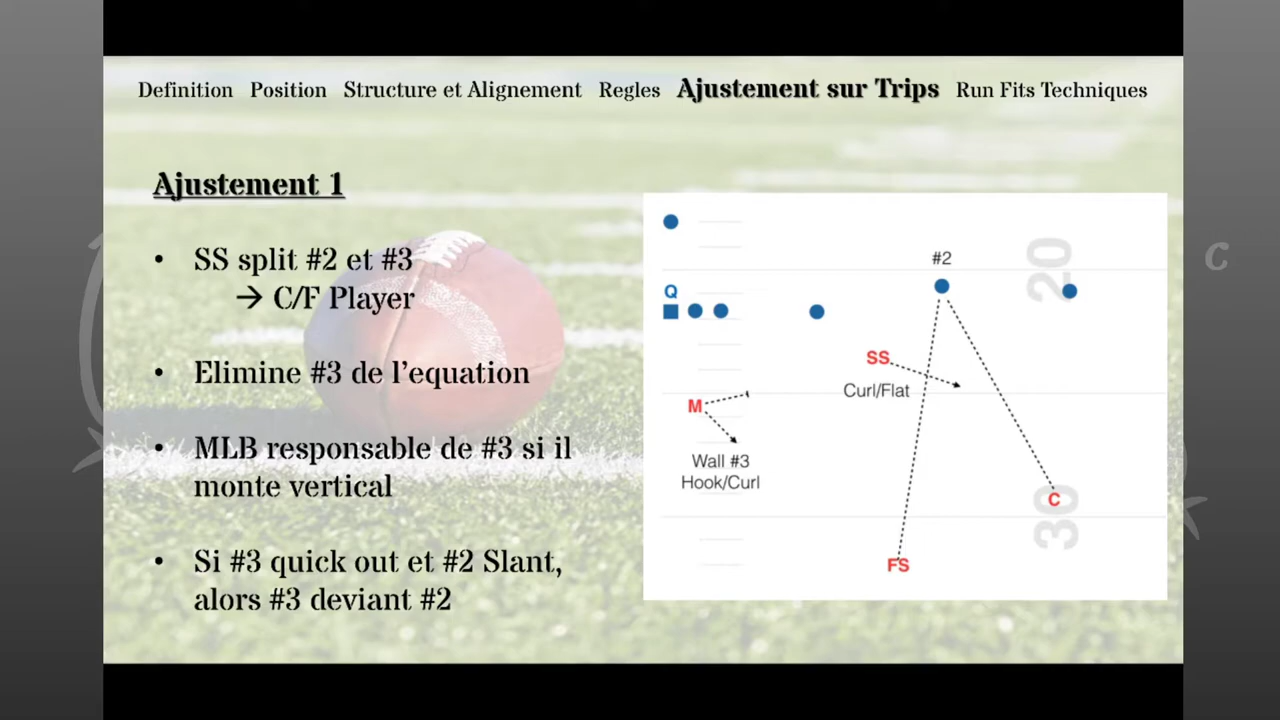 Definition Position Structure et Alignement Regles Ajustement sur Trips Run Fits Techniques
Ajustement 1
• SS split #2 et #3
→ C/F Player
• Elimine #3 de l’equation
• MLB responsable de #3 si il
monte vertical
• Si #3 quick out et #2 Slant,
alors #3 deviant #2
#2
20
Q
SS
Curl/Flat
M
Wall #3
Hook/Curl
C
30
FS
C